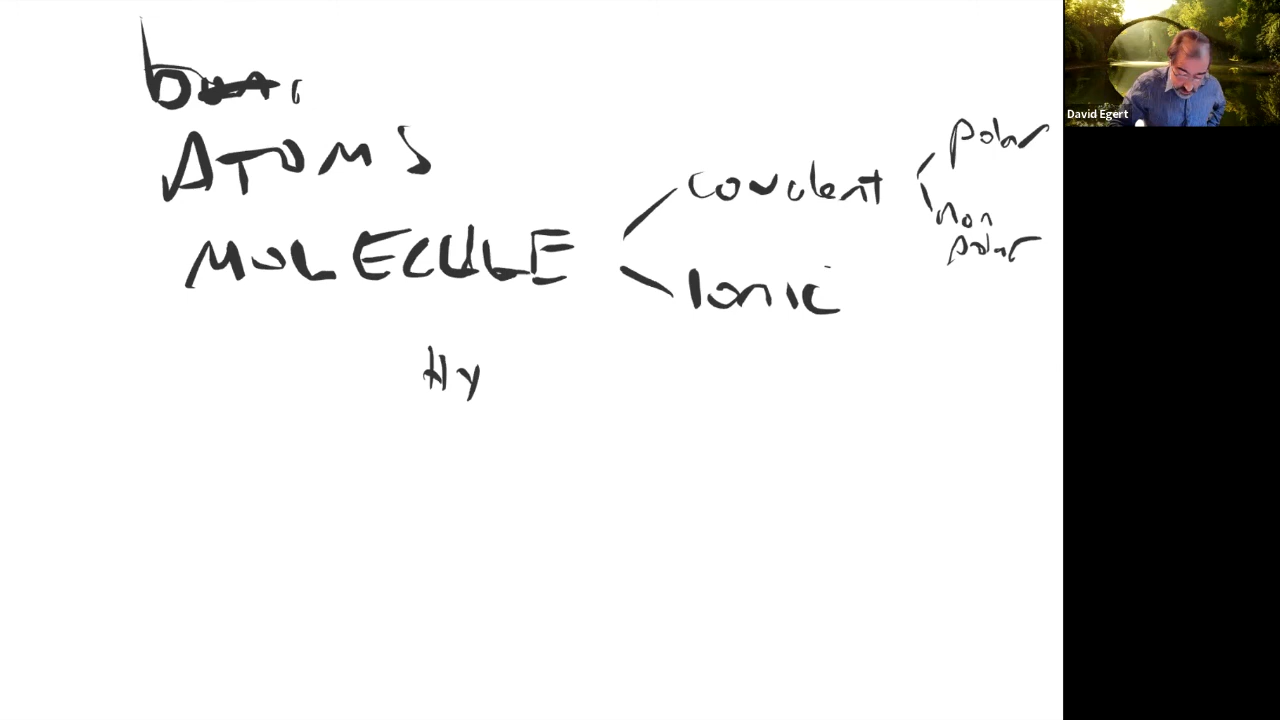 ATOMS
MOLECULE
covalent
polar
non
polar
Ionic
Hy
David Egert